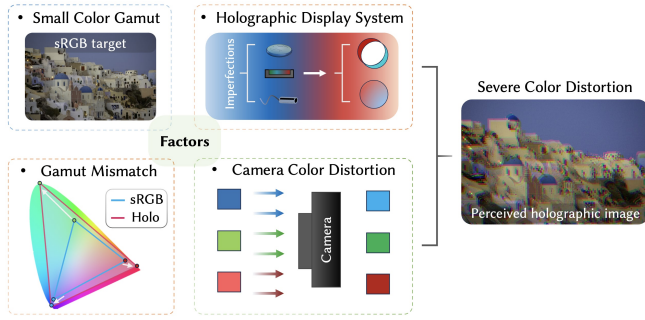 • Small Color Gamut
sRGB target
• Holographic Display System
Imperfections
Factors
• Gamut Mismatch
sRGB
Holo
• Camera Color Distortion
Camera
Severe Color Distortion
Perceived holographic image